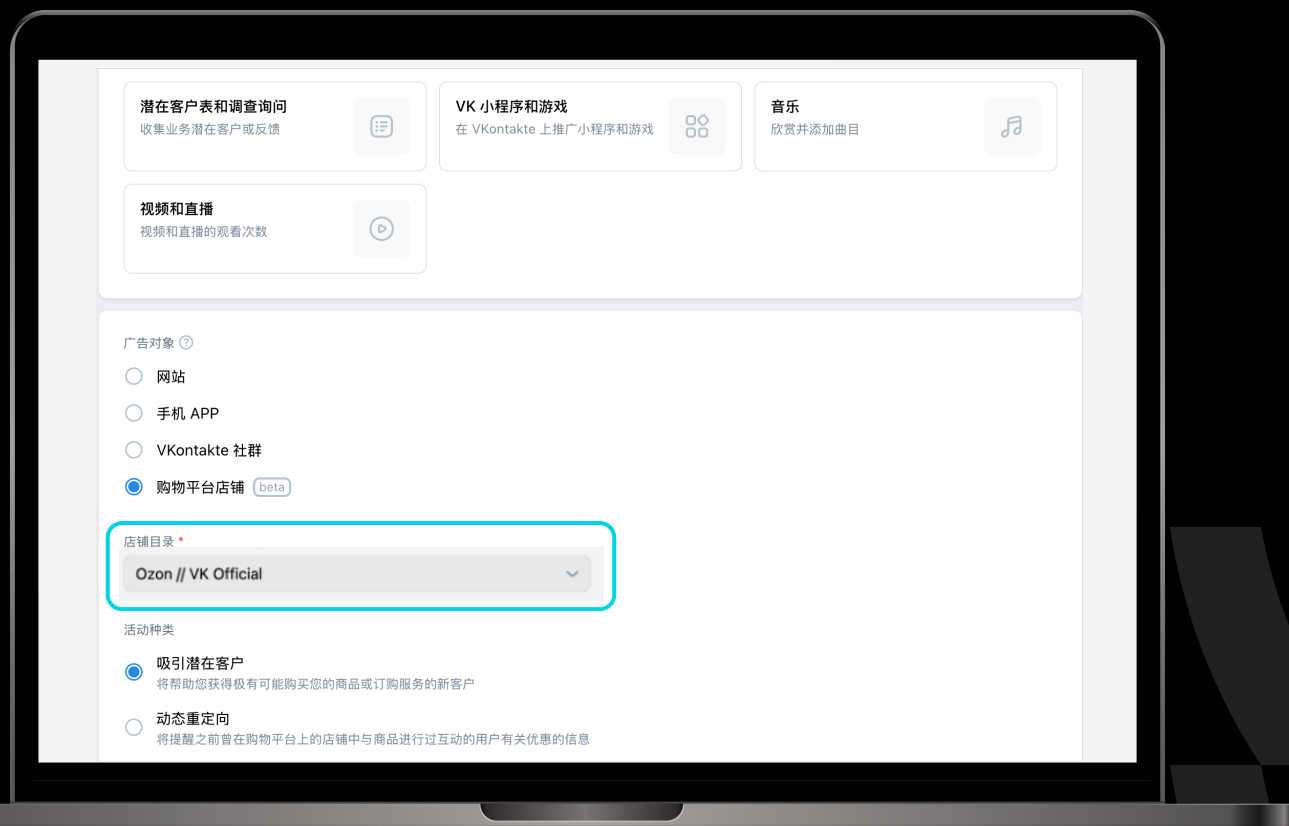 潜在客户表和调查询问
收集业务潜在客户或反馈
VK 小程序和游戏
在 VKontakte 上推广小程序和游戏
音乐
欣赏并添加曲目
视频和直播
视频和直播的观看次数
广告对象 ?
网站
手机 APP
VKontakte 社群
购物平台店铺 beta
店铺目录 *
Ozon // VK Official
活动种类
吸引潜在客户
将帮助您获得极有可能购买您的商品或订购服务的新客户
动态重定向
将提醒之前曾在购物平台上的店铺中与商品进行过互动的用户有关优惠的信息